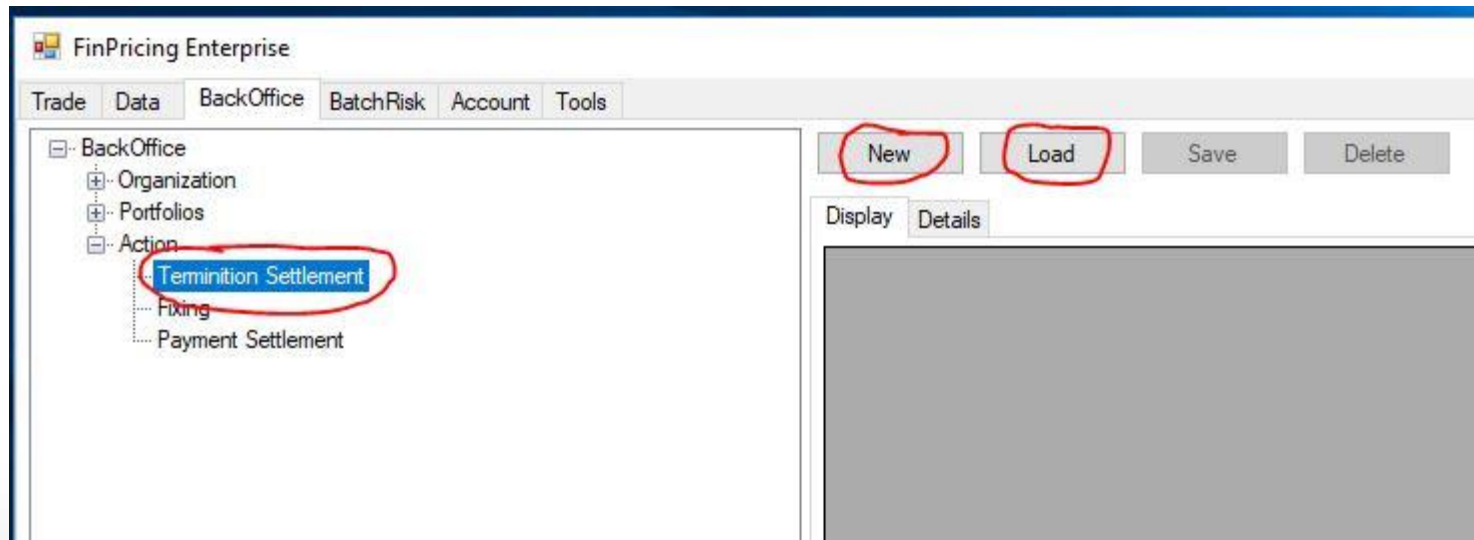 FinPricing Enterprise
Trade Data BackOffice BatchRisk Account Tools
BackOffice
Organization
Portfolios
Action
Terminition Settlement
Fixing
Payment Settlement
New Load Save Delete
Display Details